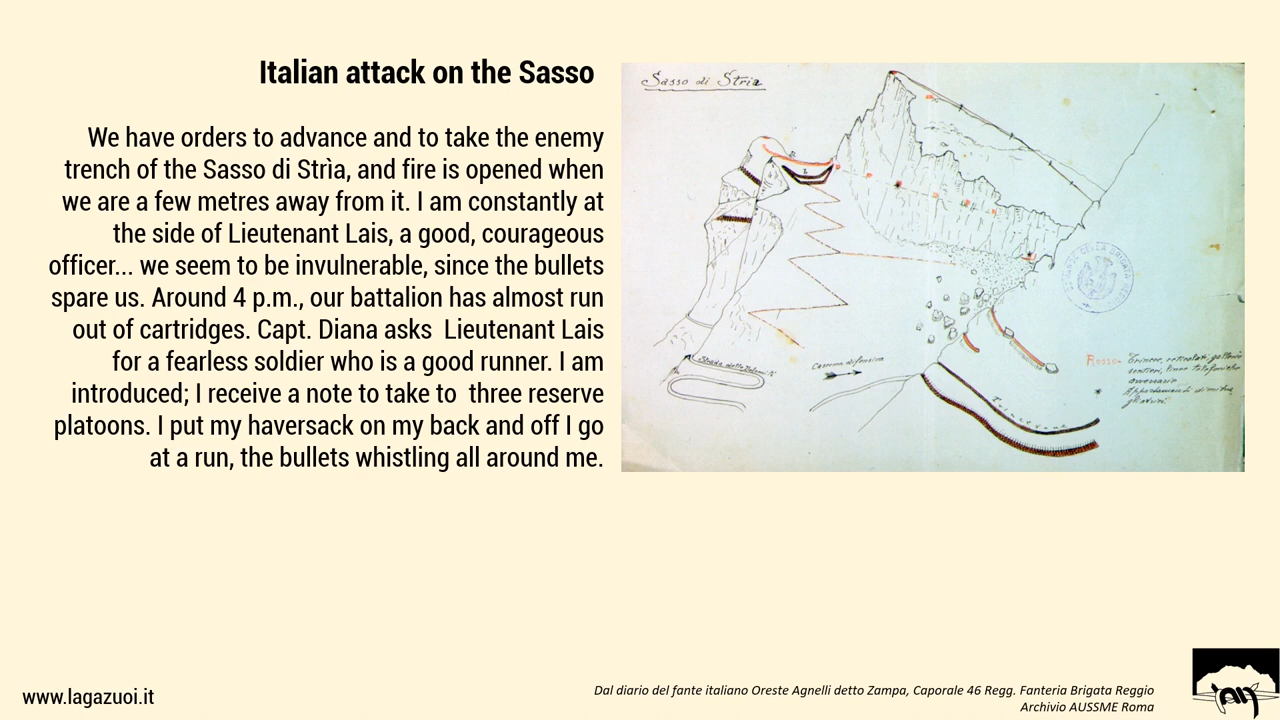 Italian attack on the Sasso
We have orders to advance and to take the enemy
trench of the Sasso di Strìa, and fire is opened when
we are a few metres away from it. I am constantly at
the side of Lieutenant Lais, a good, courageous
officer... we seem to be invulnerable, since the bullets
spare us. Around 4 p.m., our battalion has almost run
out of cartridges. Capt. Diana asks  Lieutenant Lais
for a fearless soldier who is a good runner. I am
introduced; I receive a note to take to  three reserve
platoons. I put my haversack on my back and off I go
at a run, the bullets whistling all around me.
Sasso di Stria
Strada delle
Rosso =
Trincee, reticolati,
avversario
www.lagazuoi.it
Dal diario del fante italiano Oreste Agnelli detto Zampa, Caporale 46 Regg. Fanteria Brigata Reggio
Archivio AUSSME Roma